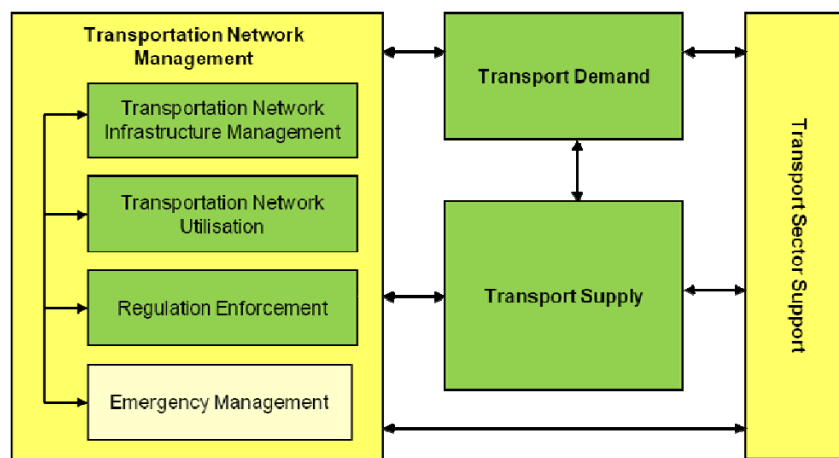 Transportation Network
Management
Transportation Network
Infrastructure Management
Transportation Network
Utilisation
Regulation Enforcement
Emergency Management
Transport Demand
Transport Supply
Transport Sector Support